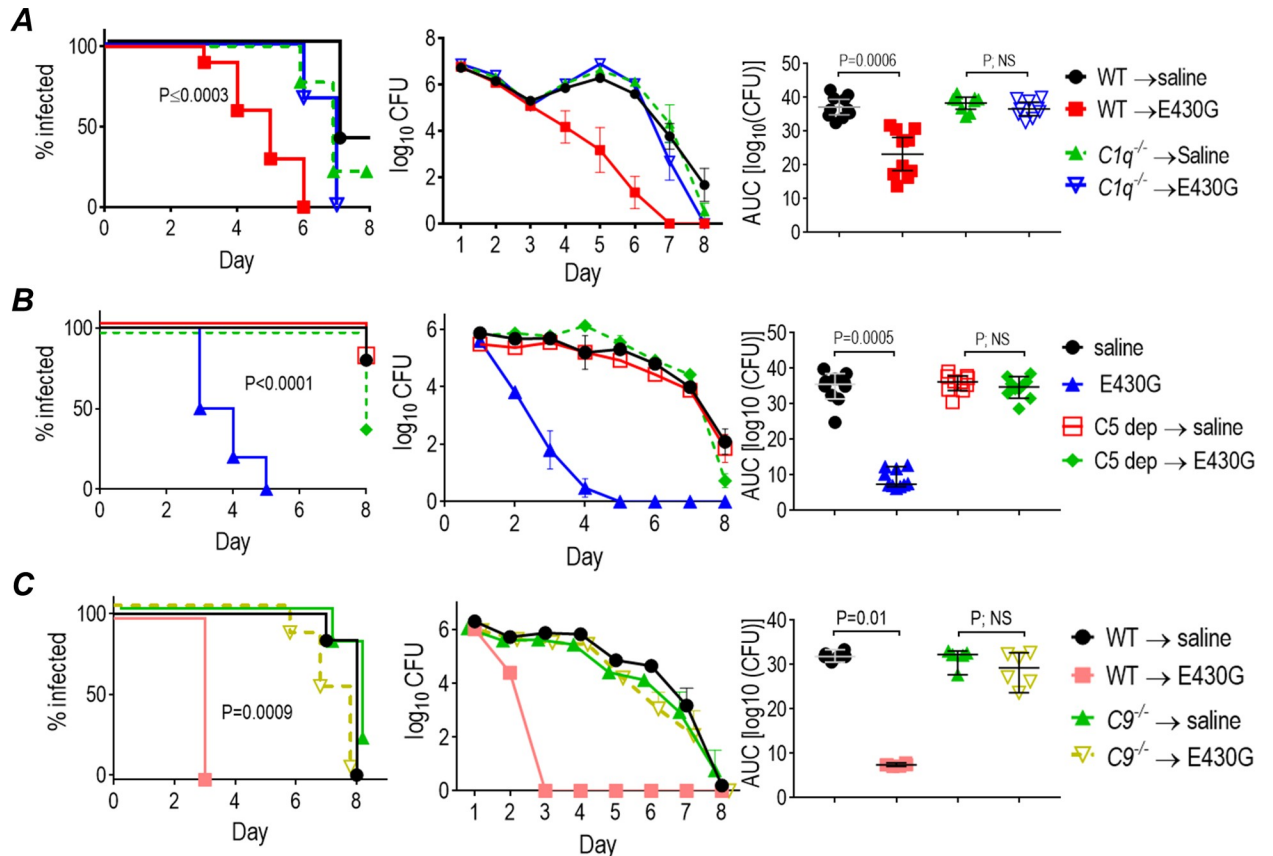 A
% infected
100
50
0
P≤0.0003
0 2 4 6 8
Day
log10 CFU
8
6
4
2
0
1 2 3 4 5 6 7 8
Day
AUC [log10(CFU)]
50
40
30
20
10
0
P=0.0006
P; NS
WT → saline
WT → E430G
C1q-/- → Saline
C1q-/- → E430G
B
% infected
100
50
0
P<0.0001
0 2 4 6 8
Day
log10 CFU
6
4
2
0
0 2 4 6 8
Day
AUC [log10 (CFU)]
50
40
30
20
10
0
P=0.0005
P; NS
saline
E430G
C5 dep → saline
C5 dep → E430G
C
% infected
100
50
0
P=0.0009
0 2 4 6 8
Day
log10 CFU
6
4
2
0
1 2 3 4 5 6 7 8
Day
AUC [log10 (CFU)]
40
30
20
10
0
P=0.01
P; NS
WT → saline
WT → E430G
C9-/- → saline
C9-/- → E430G